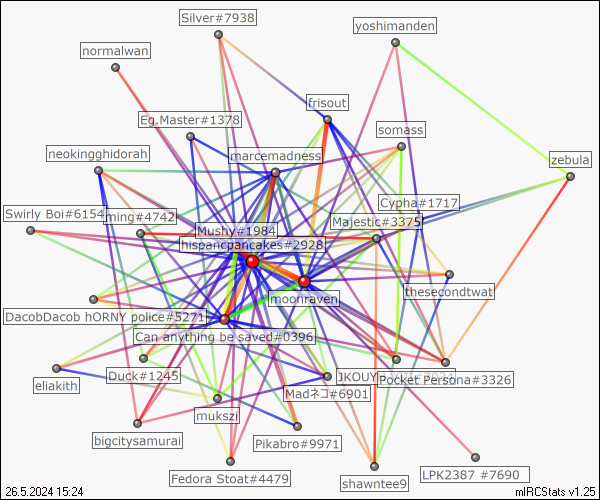 Silver#7938
yoshimanden
normalwan
frisout
Eg.Master#1378
somass
neokingghidorah
marcemadness
zebula
Cypha#1717
Swirly Boi#6154
ming#4742
Majestic#3375
Mushy#1984
hispancpancakes#2928
thesecondtwat
moonraven
DacobDacob hORNY police#5271
Can anything be saved#0396
Duck#1245
JKOUY
Pocket Persona#3326
eliakith
Madネコ#6901
mukszi
bigcitysamurai
Pikabro#9971
Fedora Stoat#4479
LPK2387 #7690
shawntee9
26.5.2024 15:24
mIRCStats v1.25